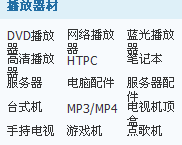 播放器材
DVD播放器 网络播放器 蓝光播放器
高清播放器 HTPC 笔记本
服务器 电脑配件 服务器配件
台式机 MP3/MP4 电视机顶盒
手持电视 游戏机 点歌机